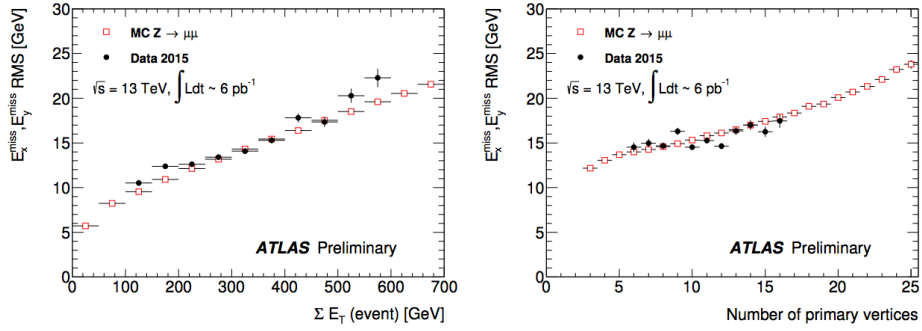 E_x^miss, E_y^miss RMS [GeV]
30
25
20
15
10
5
0
MC Z → μμ
Data 2015
√s = 13 TeV, ∫Ldt ~ 6 pb⁻¹
ATLAS Preliminary
0 100 200 300 400 500 600 700
Σ E_T (event) [GeV]
E_x^miss, E_y^miss RMS [GeV]
30
25
20
15
10
5
0
MC Z → μμ
Data 2015
√s = 13 TeV, ∫Ldt ~ 6 pb⁻¹
ATLAS Preliminary
0 5 10 15 20 25
Number of primary vertices